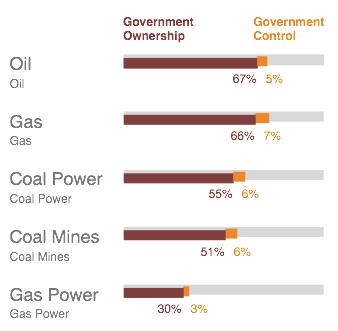 Government Ownership
Government Control
Oil
Oil
67% 5%
Gas
Gas
66% 7%
Coal Power
Coal Power
55% 6%
Coal Mines
Coal Mines
51% 6%
Gas Power
Gas Power
30% 3%